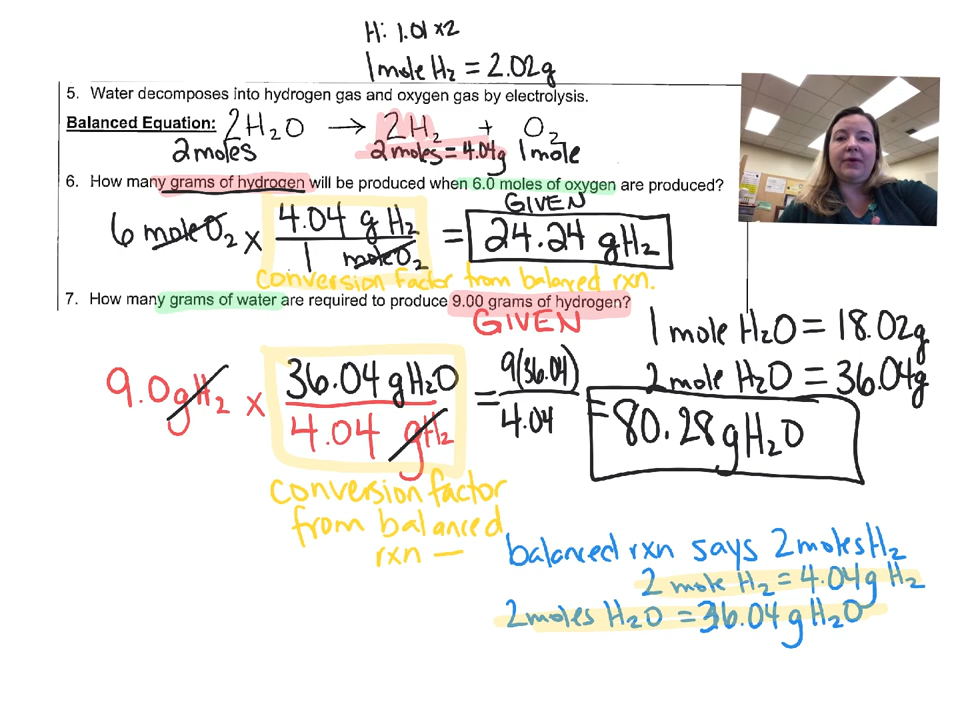 H: 1.01 x2
1 mole H₂ = 2.02g
5. Water decomposes into hydrogen gas and oxygen gas by electrolysis.
Balanced Equation: 2H₂O → 2H₂ + O₂
2 moles 2 moles = 4.04g 1 mole
6. How many grams of hydrogen will be produced when 6.0 moles of oxygen are produced?
GIVEN
6 mole O₂ x 4.04 g H₂ = 24.24 g H₂
1 mole O₂
conversion factor from balanced rxn.
7. How many grams of water are required to produce 9.00 grams of hydrogen?
GIVEN
1 mole H₂O = 18.02g
2 mole H₂O = 36.04g
9.0 g H₂ x 36.04 g H₂O = 9(36.04) = 80.28 g H₂O
4.04 g H₂ 4.04
conversion factor
from balanced
rxn —
balanced rxn says 2 moles H₂
2 mole H₂ = 4.04 g H₂
2 moles H₂O = 36.04 g H₂O